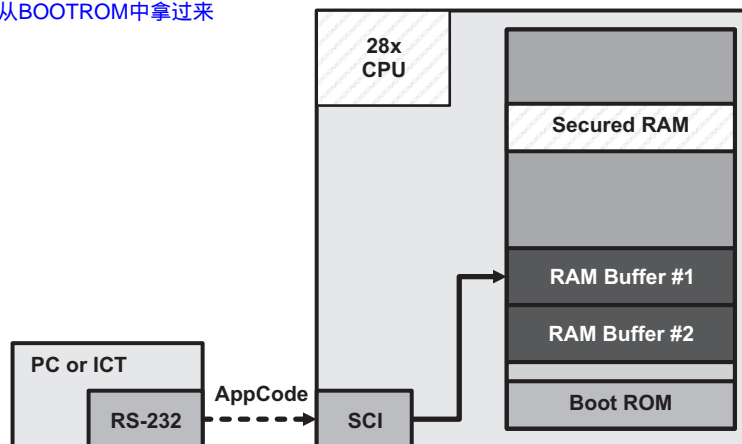 从BOOTROM中拿过来
28x
CPU
Secured RAM
RAM Buffer #1
RAM Buffer #2
PC or ICT
AppCode
Boot ROM
RS-232
SCI